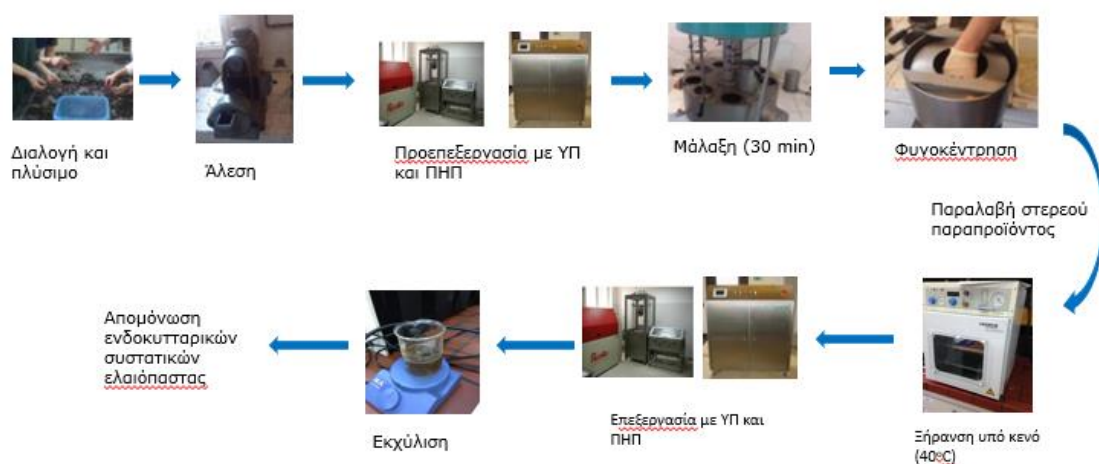 Διαλογή και
πλύσιμο
Άλεση
Προεπεξεργασία με ΥΠ
και ΠΗΠ
Μάλαξη (30 min)
Φυγοκέντρηση
Παραλαβή στερεού
παραπροϊόντος
Ξήρανση υπό κενό
(40ºC)
Επεξεργασία με ΥΠ και
ΠΗΠ
Εκχύλιση
Απομόνωση
ενδοκυτταρικών
συστατικών
ελαιόπαστας